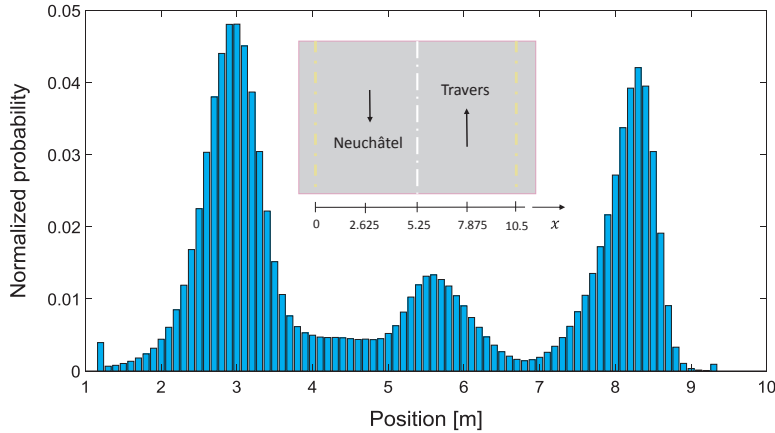 0.05
0.04
0.03
0.02
0.01
0
Normalized probability
Travers
Neuchâtel
0 2.625 5.25 7.875 10.5 x
1 2 3 4 5 6 7 8 9 10
Position [m]